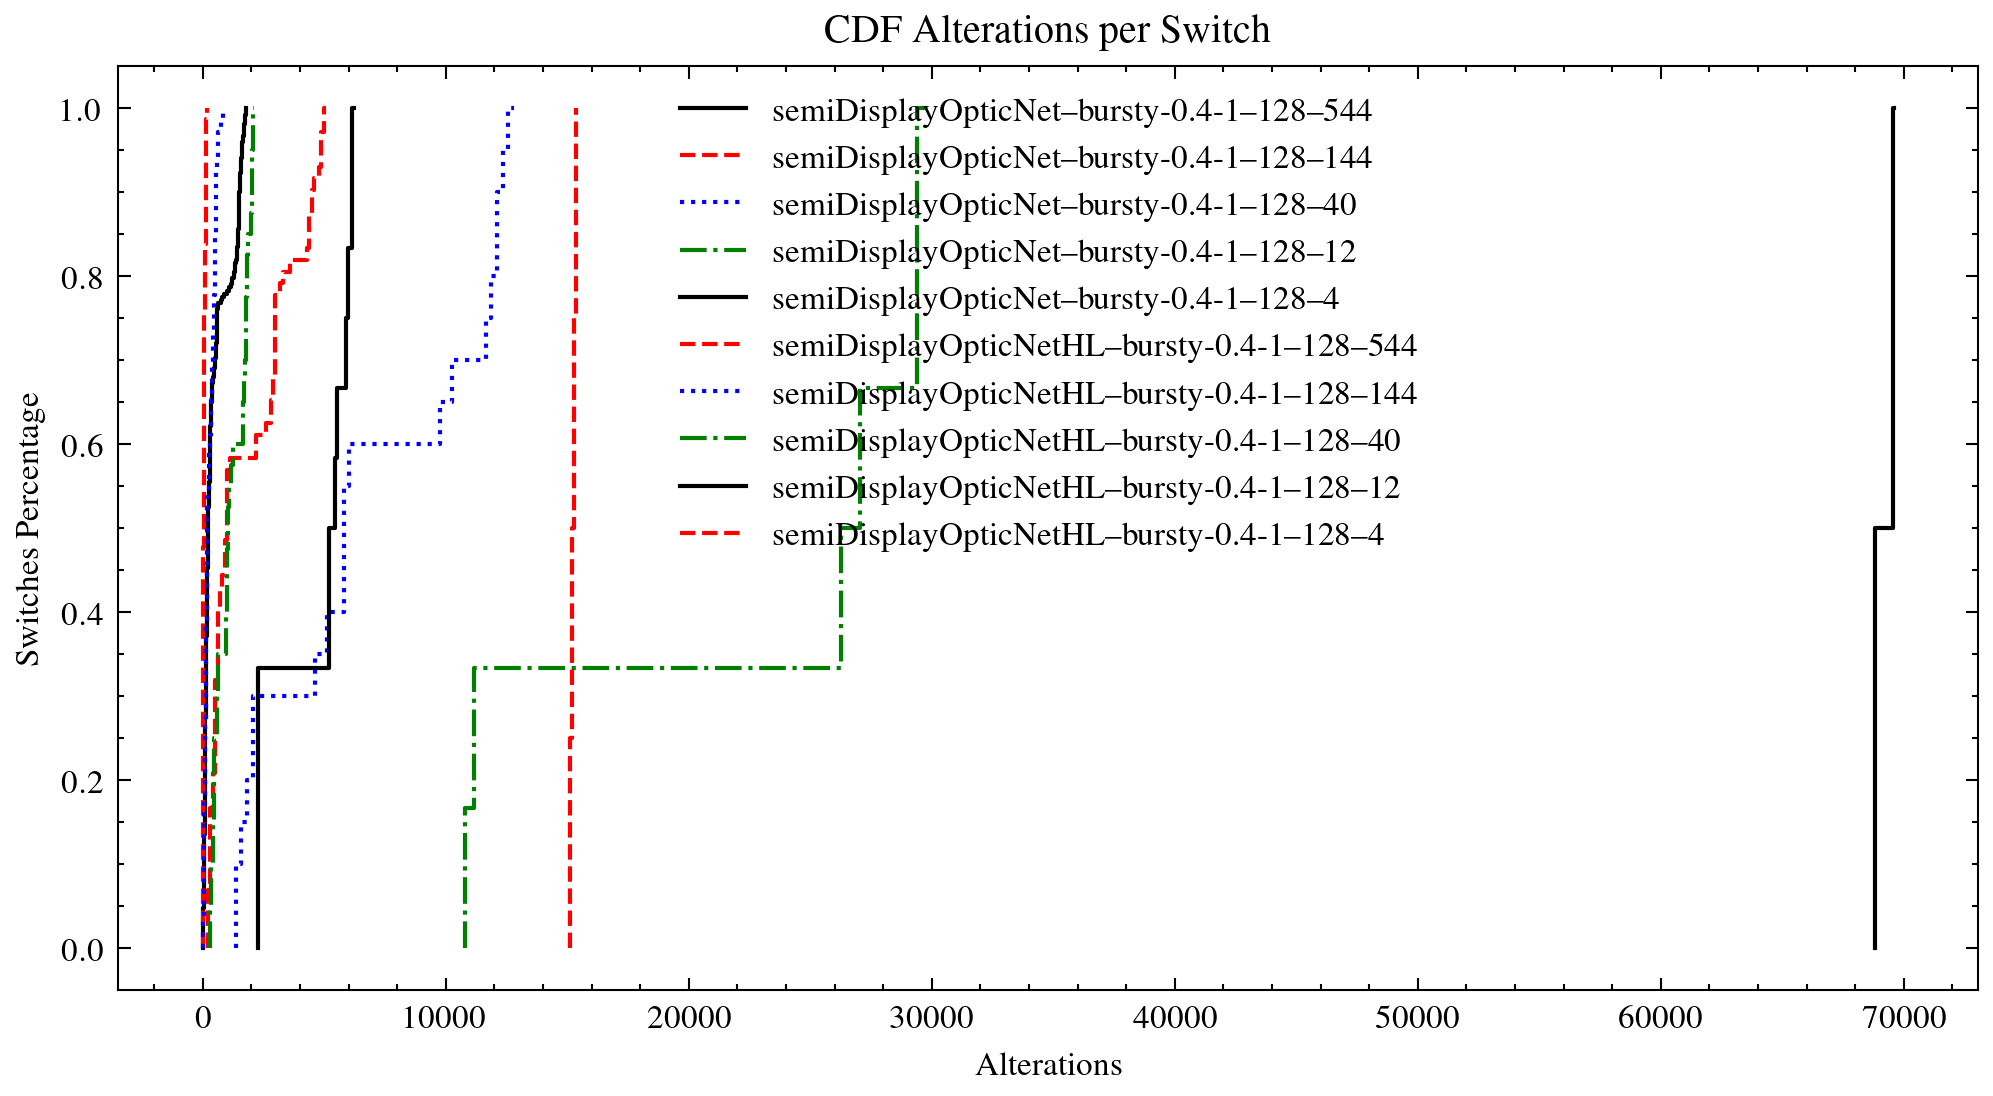 CDF Alterations per Switch
semiDisplayOpticNet–bursty-0.4-1–128–544
semiDisplayOpticNet–bursty-0.4-1–128–144
semiDisplayOpticNet–bursty-0.4-1–128–40
semiDisplayOpticNet–bursty-0.4-1–128–12
semiDisplayOpticNet–bursty-0.4-1–128–4
semiDisplayOpticNetHL–bursty-0.4-1–128–544
semiDisplayOpticNetHL–bursty-0.4-1–128–144
semiDisplayOpticNetHL–bursty-0.4-1–128–40
semiDisplayOpticNetHL–bursty-0.4-1–128–12
semiDisplayOpticNetHL–bursty-0.4-1–128–4
Switches Percentage
1.0
0.8
0.6
0.4
0.2
0.0
0 10000 20000 30000 40000 50000 60000 70000
Alterations